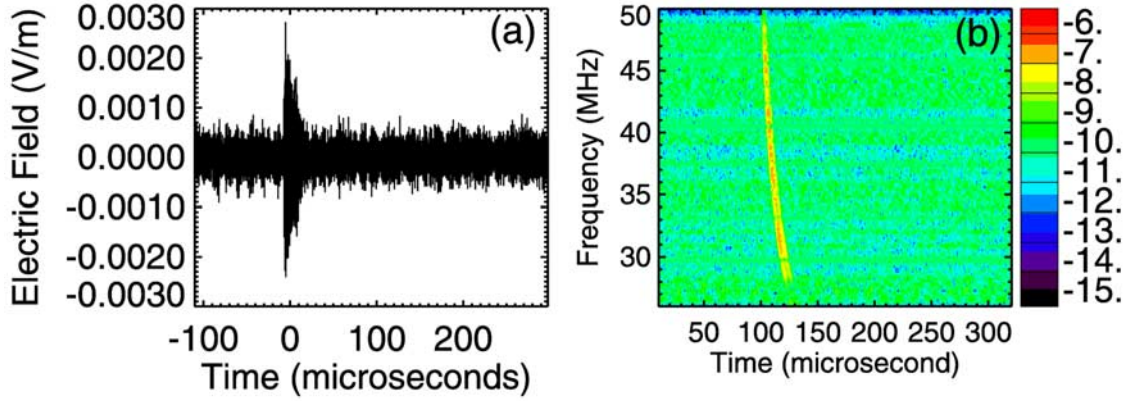 Electric Field (V/m)
0.0030
0.0020
0.0010
0.0000
-0.0010
-0.0020
-0.0030
(a)
-100 0 100 200
Time (microseconds)
Frequency (MHz)
50
45
40
35
30
(b)
50 100 150 200 250 300
Time (microsecond)
-6.
-7.
-8.
-9.
-10.
-11.
-12.
-13.
-14.
-15.